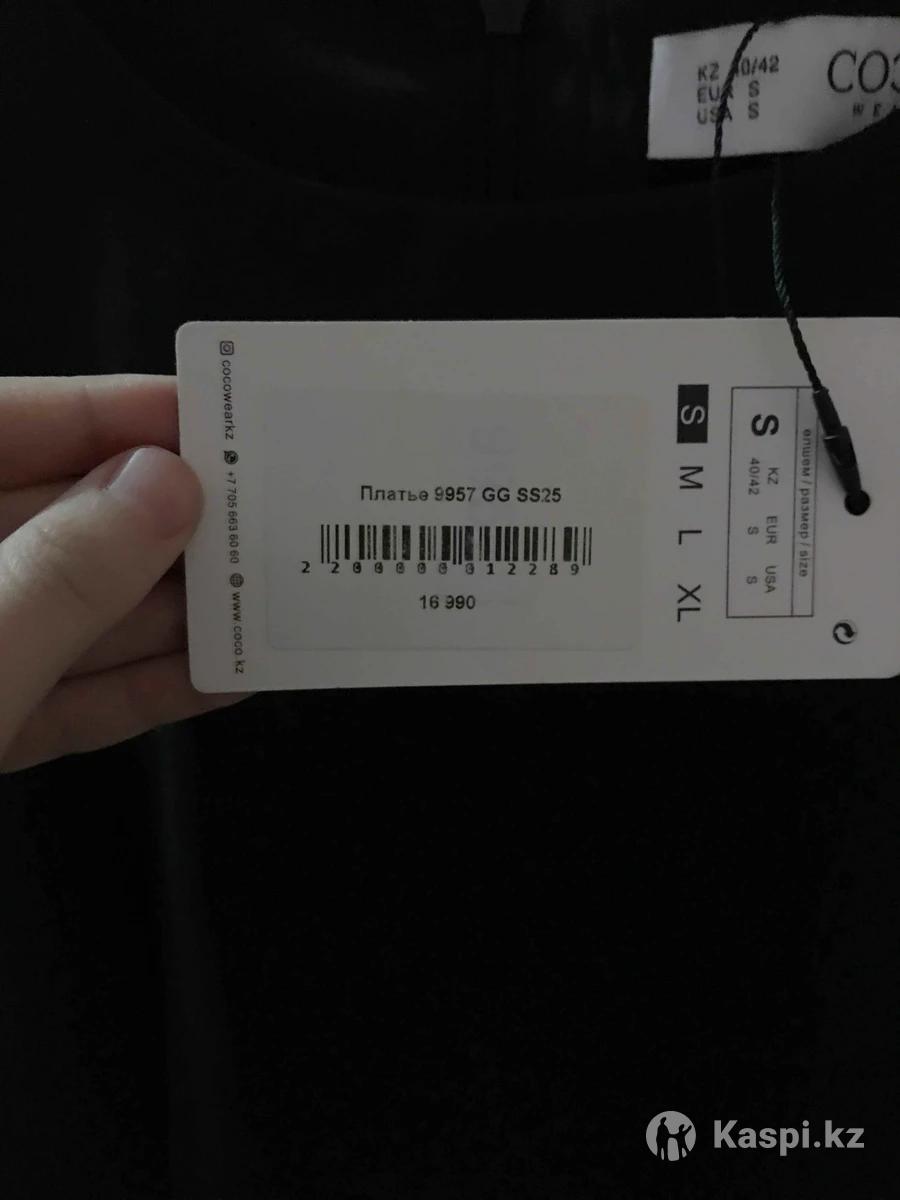 KZ 40/42
EUR S
USA S
CO
WE
cocowearkz +7 705 663 60 60 www.coco.kz
Платье 9957 GG SS25
2200000012289
16 990
S M L XL
S
KZ EUR USA
40/42 S S
өлшем / размер / size
Kaspi.kz